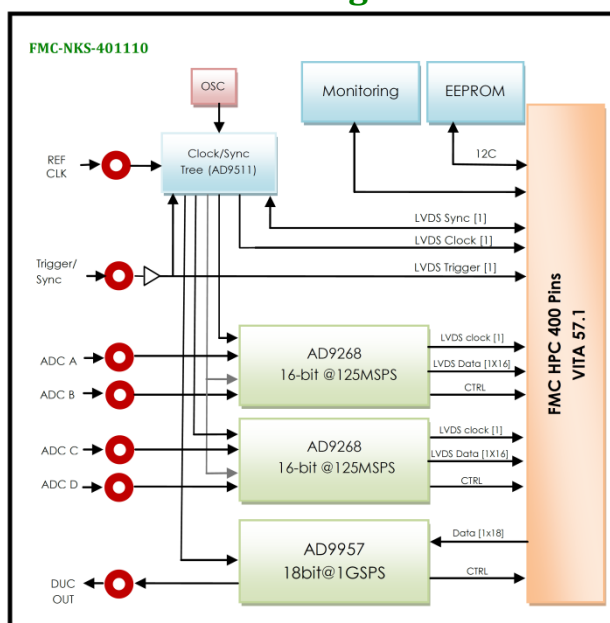 FMC-NKS-401110
OSC
Monitoring
EEPROM
Clock/Sync
Tree (AD9511)
REF
CLK
12C
LVDS Sync [1]
LVDS Clock [1]
Trigger/
Sync
LVDS Trigger [1]
FMC HPC 400 Pins
VITA 57.1
ADC A
ADC B
AD9268
16-bit @125MSPS
LVDS clock [1]
LVDS Data [1X16]
CTRL
ADC C
ADC D
AD9268
16-bit @125MSPS
LVDS clock [1]
LVDS Data [1X16]
CTRL
AD9957
18bit@1GSPS
Data [1x18]
CTRL
DUC
OUT